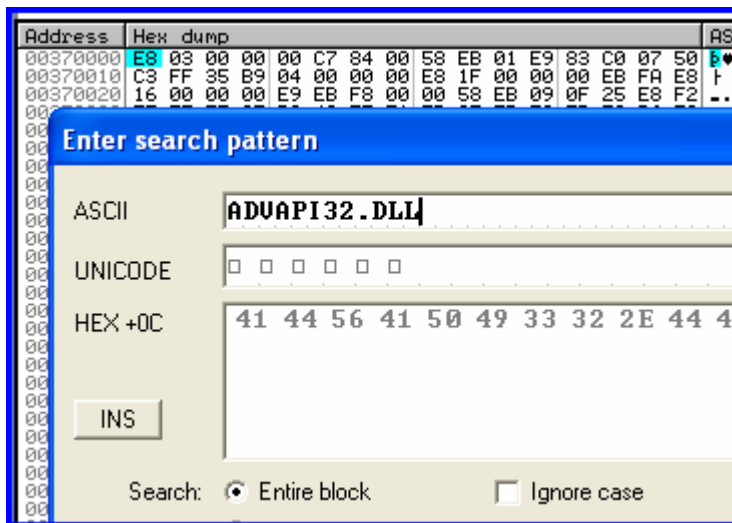 Address Hex dump AS
00370000 E8 03 00 00 00 C7 84 00 58 EB 01 E9 83 C0 07 50
00370010 C3 FF 35 B9 04 00 00 00 E8 1F 00 00 00 EB FA E8
00370020 16 00 00 00 E9 EB F8 00 00 58 EB 09 0F 25 E8 F2
Enter search pattern
ASCII ADVAPI32.DLL
UNICODE
HEX +0C 41 44 56 41 50 49 33 32 2E 44 4
INS
Search: Entire block Ignore case